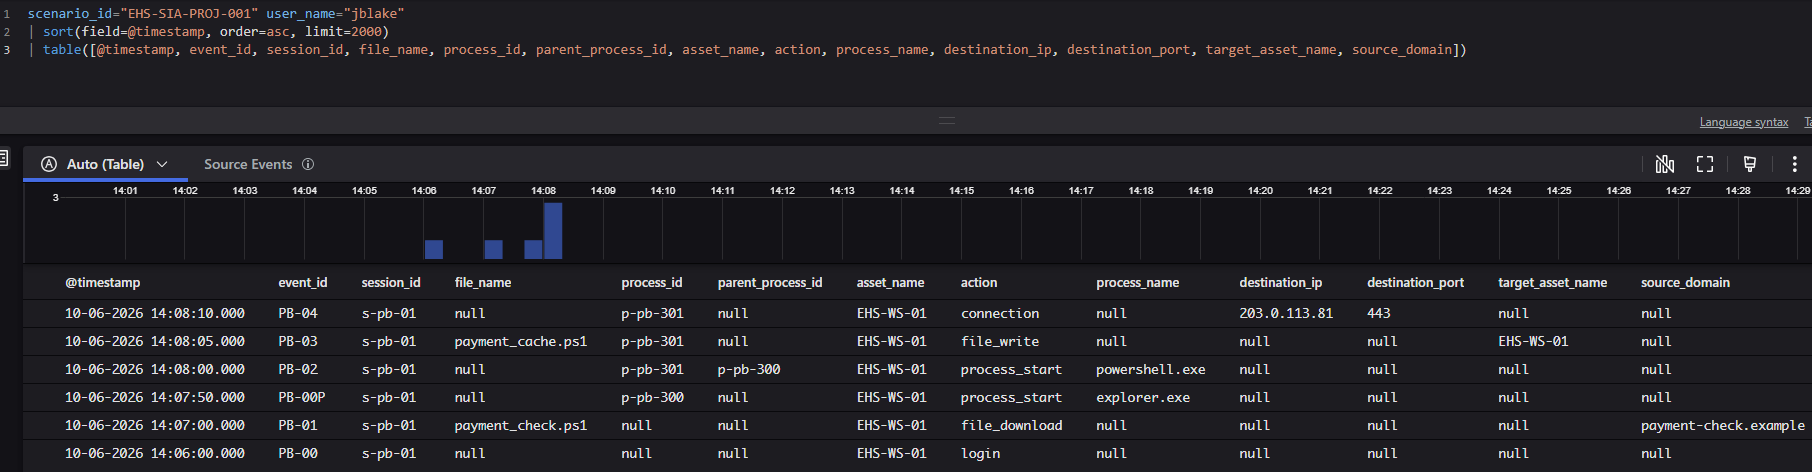 1 scenario_id="EHS-SIA-PROJ-001" user_name="jblake"
2 | sort(field=@timestamp, order=asc, limit=2000)
3 | table([@timestamp, event_id, session_id, file_name, process_id, parent_process_id, asset_name, action, process_name, destination_ip, destination_port, target_asset_name, source_domain])
Language syntax
A Auto (Table) Source Events
14:01 14:02 14:03 14:04 14:05 14:06 14:07 14:08 14:09 14:10 14:11 14:12 14:13 14:14 14:15 14:16 14:17 14:18 14:19 14:20 14:21 14:22 14:23 14:24 14:25 14:26 14:27 14:28 14:29
3
@timestamp event_id session_id file_name process_id parent_process_id asset_name action process_name destination_ip destination_port target_asset_name source_domain
10-06-2026 14:08:10.000 PB-04 s-pb-01 null p-pb-301 null EHS-WS-01 connection null 203.0.113.81 443 null null
10-06-2026 14:08:05.000 PB-03 s-pb-01 payment_cache.ps1 p-pb-301 null EHS-WS-01 file_write null null null EHS-WS-01 null
10-06-2026 14:08:00.000 PB-02 s-pb-01 null p-pb-301 p-pb-300 EHS-WS-01 process_start powershell.exe null null null null
10-06-2026 14:07:50.000 PB-00P s-pb-01 null p-pb-300 null EHS-WS-01 process_start explorer.exe null null null null
10-06-2026 14:07:00.000 PB-01 s-pb-01 payment_check.ps1 null null EHS-WS-01 file_download null null null null payment-check.example
10-06-2026 14:06:00.000 PB-00 s-pb-01 null null null EHS-WS-01 login null null null null null